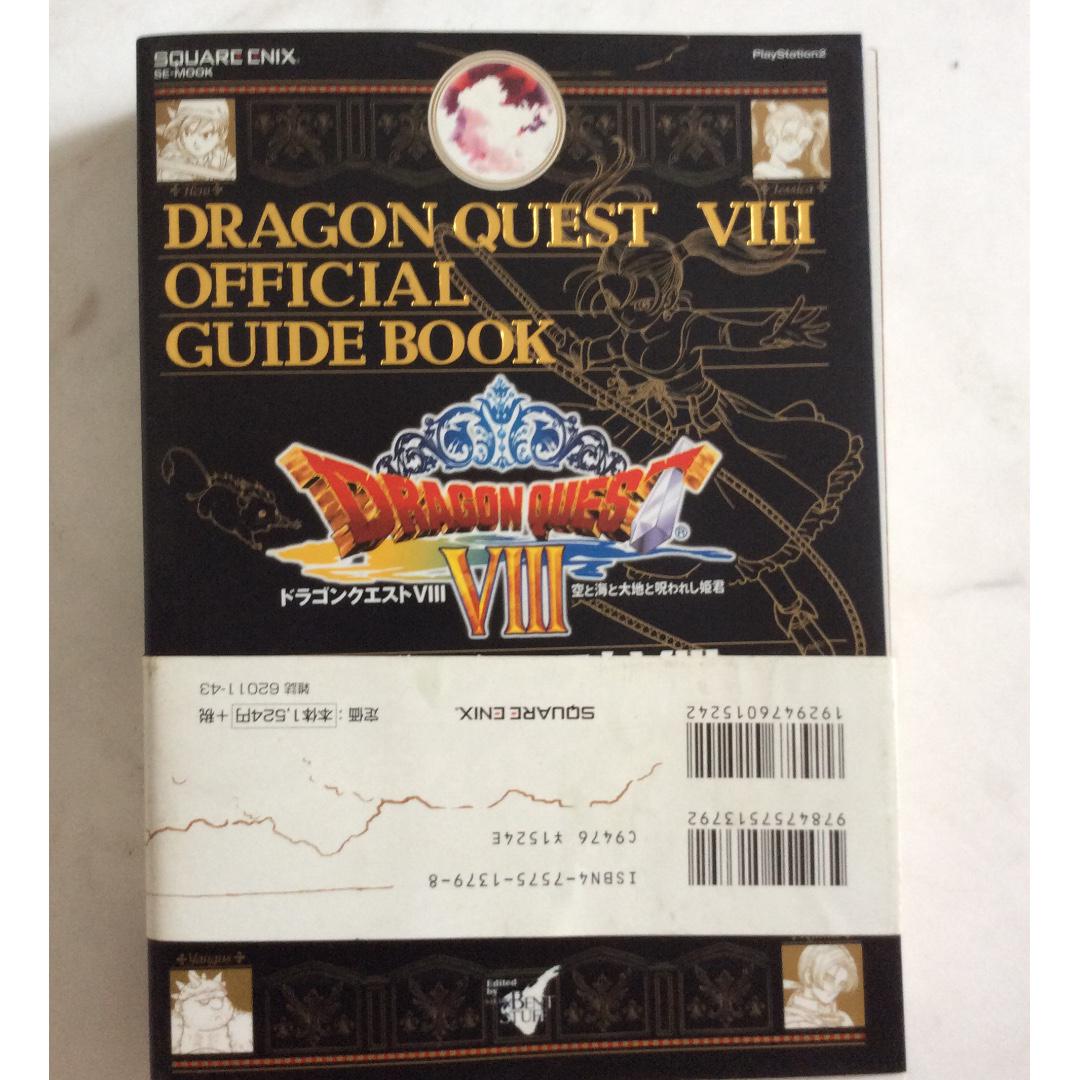 SQUARE ENIX
SE-MOOK
PlayStation2
Hero
Jessica
DRAGON QUEST VIII
OFFICIAL
GUIDE BOOK
DRAGON QUEST
VIII
ドラゴンクエストVIII
空と海と大地と呪われし姫君
雑誌 62011-43
定価：本体1,524円＋税
SQUARE ENIX.
1929476015242
9784757513792
C9476 ¥1524E
ISBN4-7575-1379-8
Yangus
Edited
by
BENT
STUFF